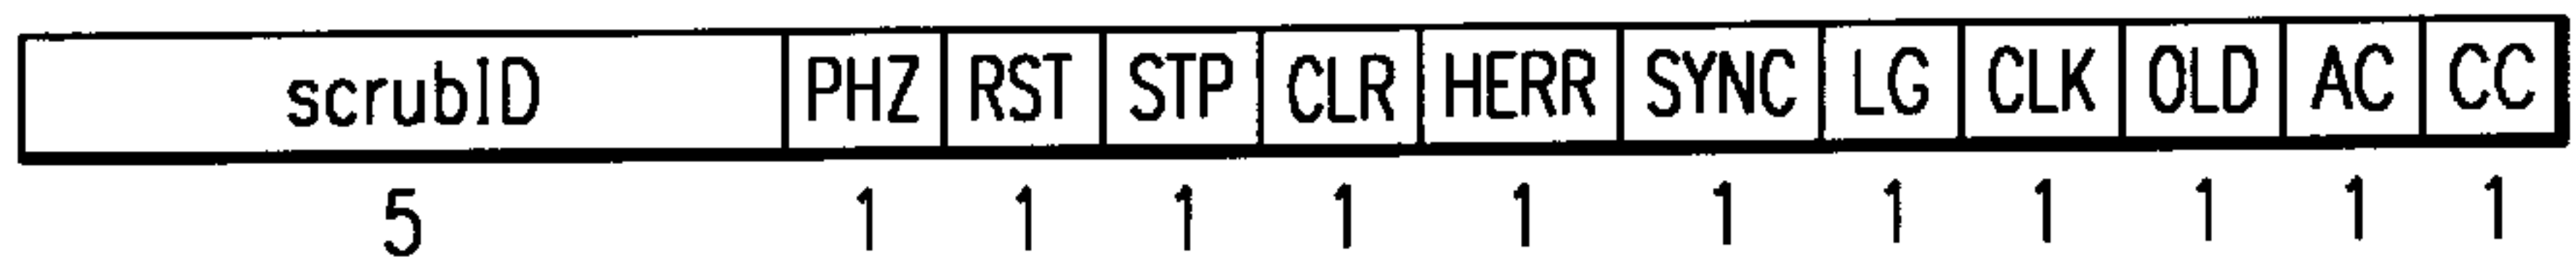 scrubID PHZ RST STP CLR HERR SYNC LG CLK OLD AC CC
5 1 1 1 1 1 1 1 1 1 1 1